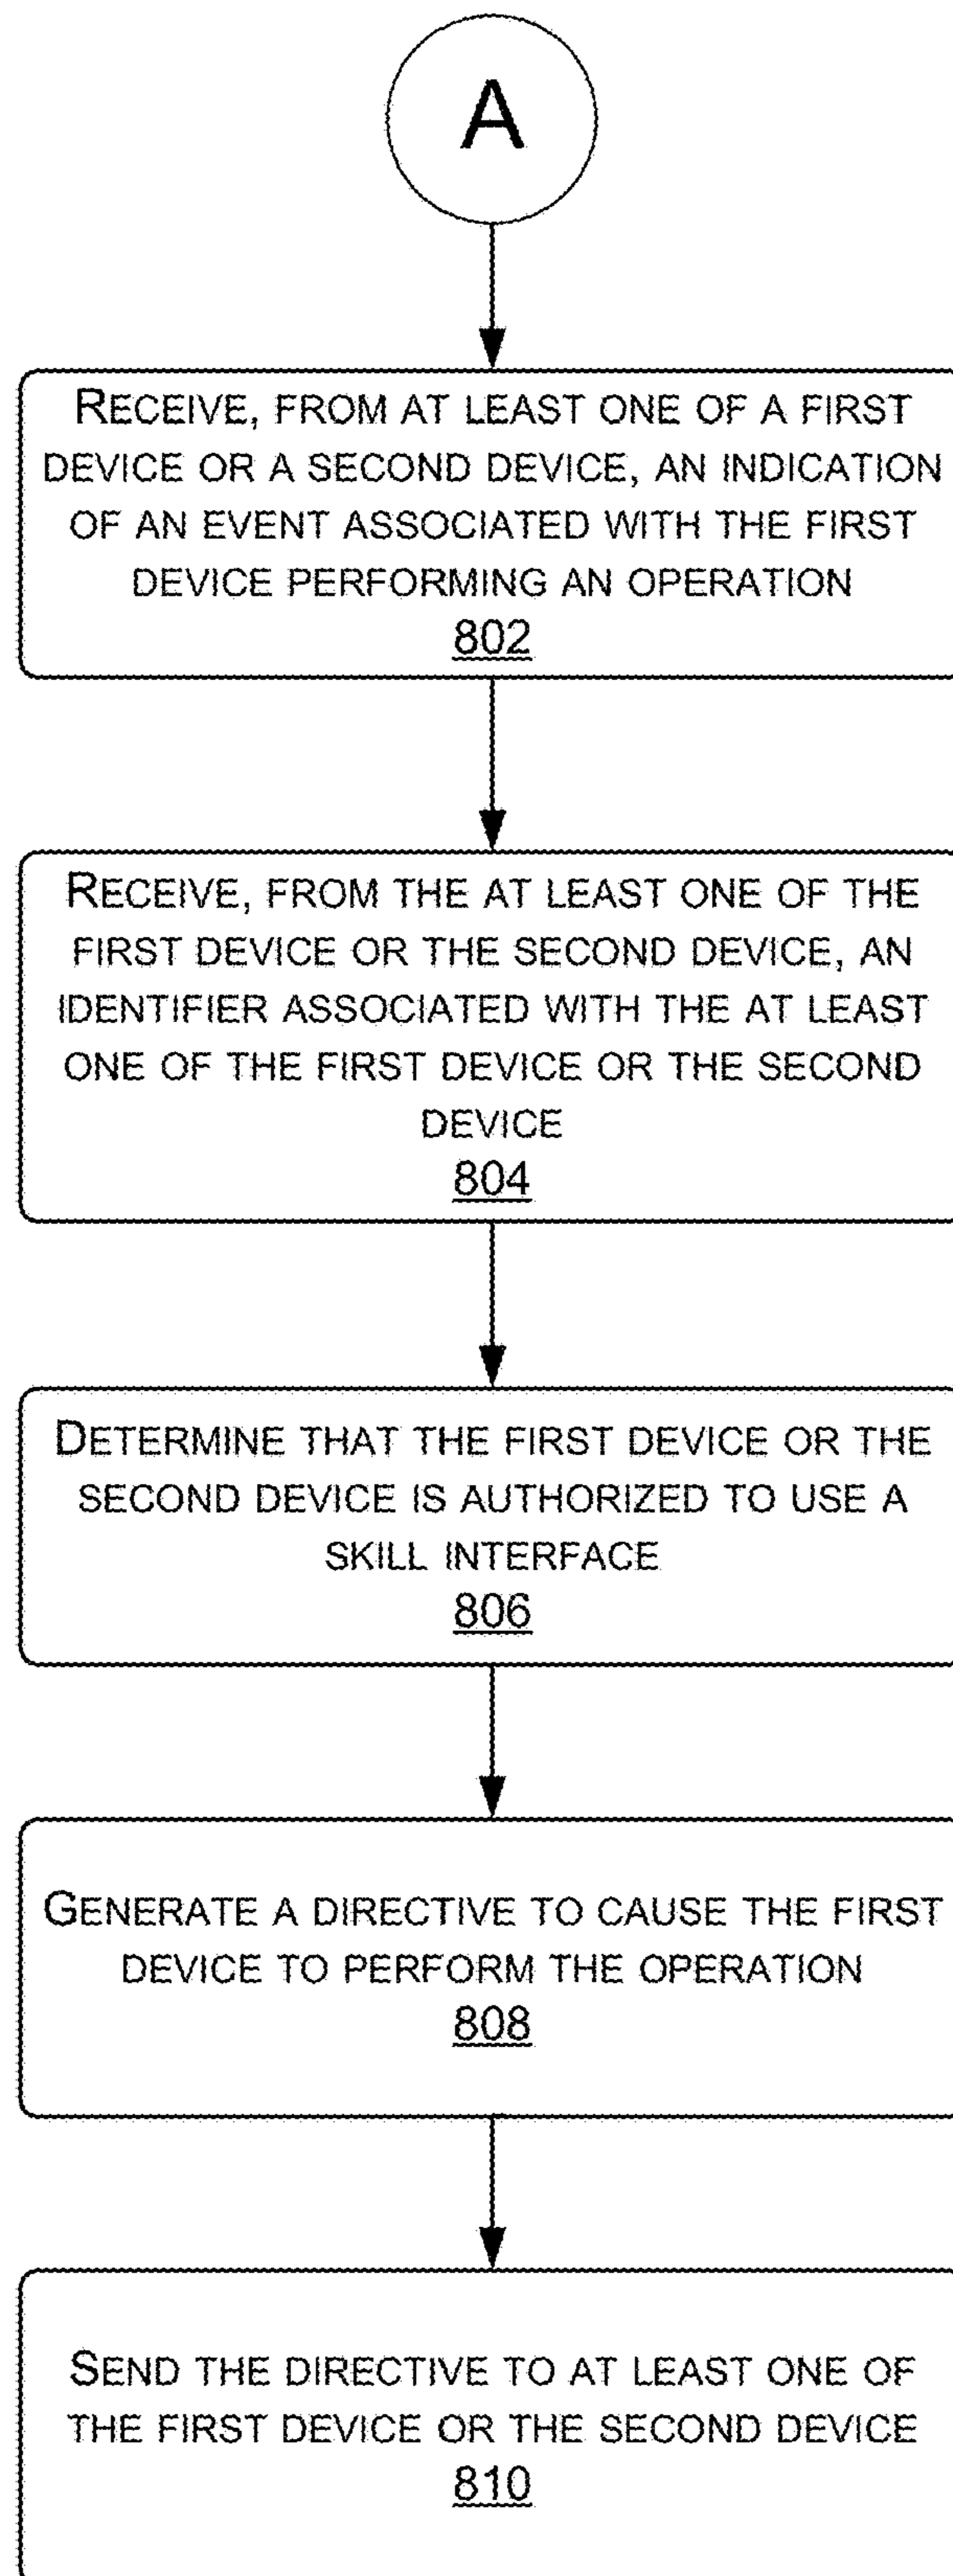 A
RECEIVE, FROM AT LEAST ONE OF A FIRST
DEVICE OR A SECOND DEVICE, AN INDICATION
OF AN EVENT ASSOCIATED WITH THE FIRST
DEVICE PERFORMING AN OPERATION
802
RECEIVE, FROM THE AT LEAST ONE OF THE
FIRST DEVICE OR THE SECOND DEVICE, AN
IDENTIFIER ASSOCIATED WITH THE AT LEAST
ONE OF THE FIRST DEVICE OR THE SECOND
DEVICE
804
DETERMINE THAT THE FIRST DEVICE OR THE
SECOND DEVICE IS AUTHORIZED TO USE A
SKILL INTERFACE
806
GENERATE A DIRECTIVE TO CAUSE THE FIRST
DEVICE TO PERFORM THE OPERATION
808
SEND THE DIRECTIVE TO AT LEAST ONE OF
THE FIRST DEVICE OR THE SECOND DEVICE
810